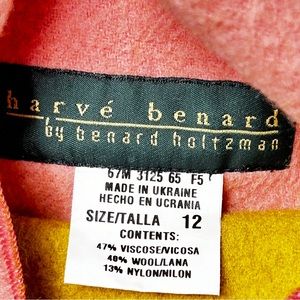 harvé benard
by benard holtzman
67M 3125 65 F5
MADE IN UKRAINE
HECHO EN UCRANIA
SIZE/TALLA 12
CONTENTS:
47% VISCOSE/VICOSA
40% WOOL/LANA
13% NYLON/NILON